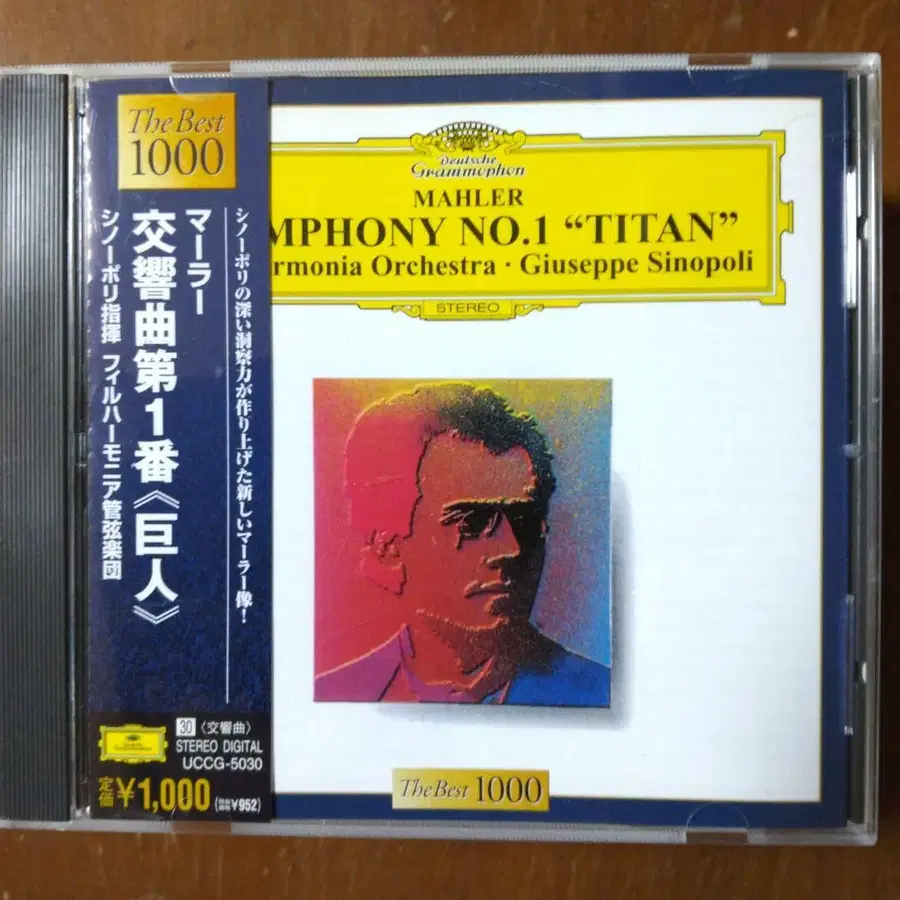 The Best
1000
マーラー
交響曲第1番《巨人》
シノーポリ指揮 フィルハーモニア管弦楽団
シノーポリの深い洞察力が作り上げた新しいマーラー像!
30 〈交響曲〉
STEREO DIGITAL
UCCG-5030
定価 ¥1,000 (税抜価格¥952)
Deutsche
Grammophon
MAHLER
MPHONY NO.1 “TITAN”
rmonia Orchestra · Giuseppe Sinopoli
STEREO
The Best 1000